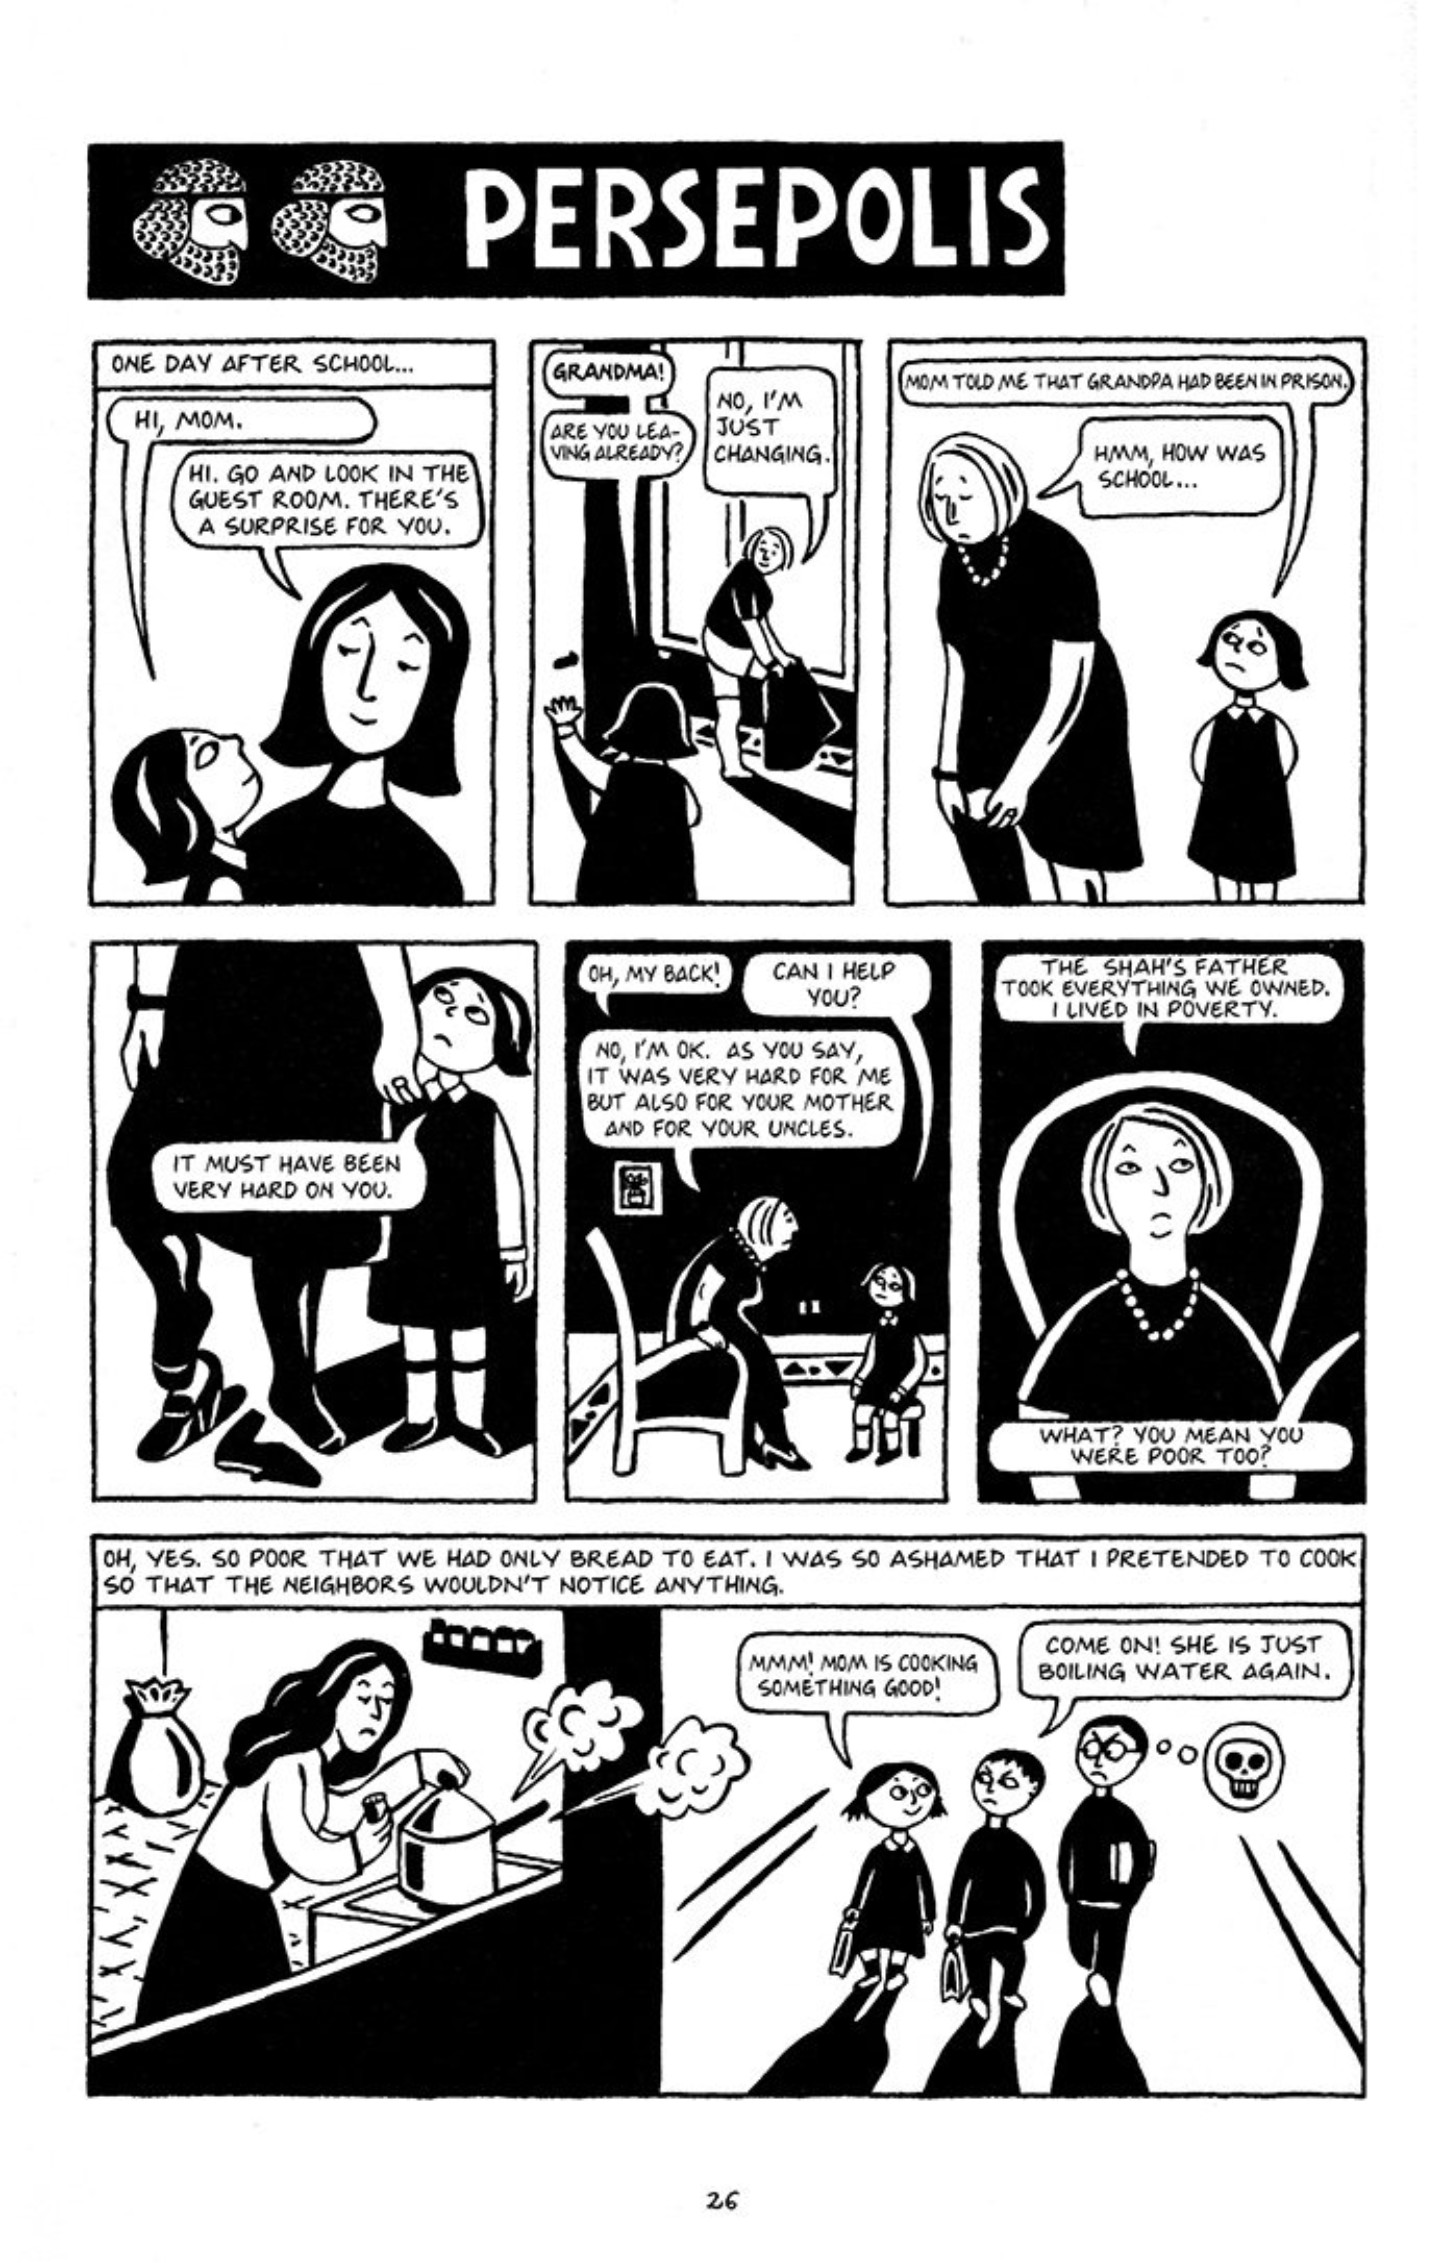 PERSEPOLIS
ONE DAY AFTER SCHOOL...
HI, MOM.
HI. GO AND LOOK IN THE
GUEST ROOM. THERE'S
A SURPRISE FOR YOU.
GRANDMA!
ARE YOU LEA-
VING ALREADY?
NO, I'M
JUST
CHANGING.
MOM TOLD ME THAT GRANDPA HAD BEEN IN PRISON.
HMM, HOW WAS
SCHOOL...
IT MUST HAVE BEEN
VERY HARD ON YOU.
OH, MY BACK!
CAN I HELP
YOU?
NO, I'M OK. AS YOU SAY,
IT WAS VERY HARD FOR ME
BUT ALSO FOR YOUR MOTHER
AND FOR YOUR UNCLES.
THE SHAH'S FATHER
TOOK EVERYTHING WE OWNED.
I LIVED IN POVERTY.
WHAT? YOU MEAN YOU
WERE POOR TOO?
OH, YES. SO POOR THAT WE HAD ONLY BREAD TO EAT. I WAS SO ASHAMED THAT I PRETENDED TO COOK
SO THAT THE NEIGHBORS WOULDN'T NOTICE ANYTHING.
MMM! MOM IS COOKING
SOMETHING GOOD!
COME ON! SHE IS JUST
BOILING WATER AGAIN.
26